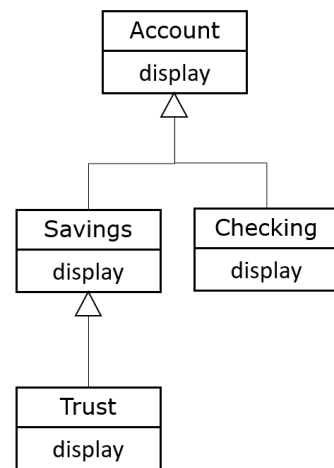 Account
display
Savings
display
Checking
display
Trust
display